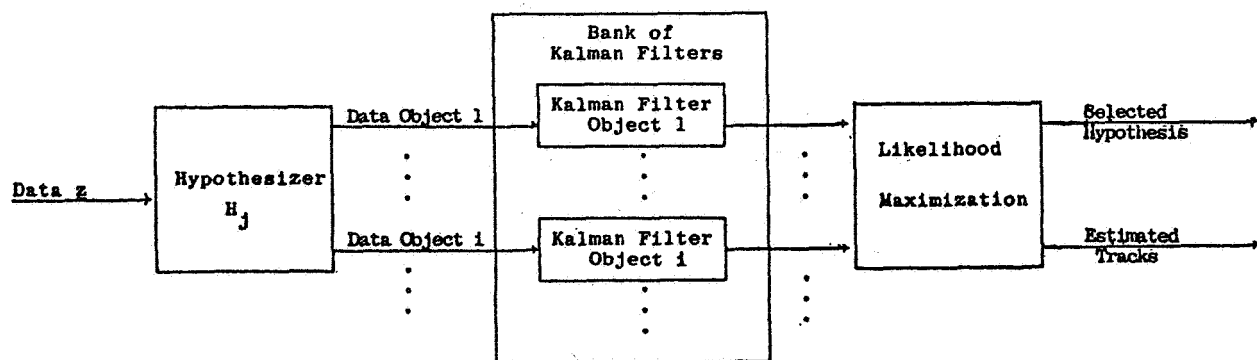 Bank of
Kalman Filters
Data z
Hypothesizer
H_j
Data Object 1
Data Object i
Kalman Filter
Object 1
Kalman Filter
Object i
Likelihood
Maximization
Selected
Hypothesis
Estimated
Tracks